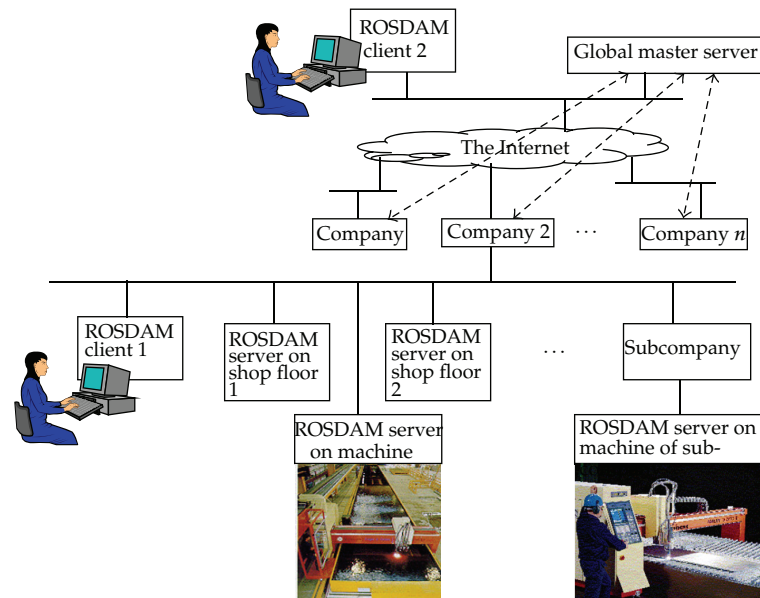 ROSDAM
client 2
Global master server
The Internet
Company
Company 2
...
Company n
ROSDAM
client 1
ROSDAM
server on
shop floor
1
ROSDAM
server on
shop floor
2
...
Subcompany
ROSDAM server
on machine
ROSDAM server on
machine of sub-